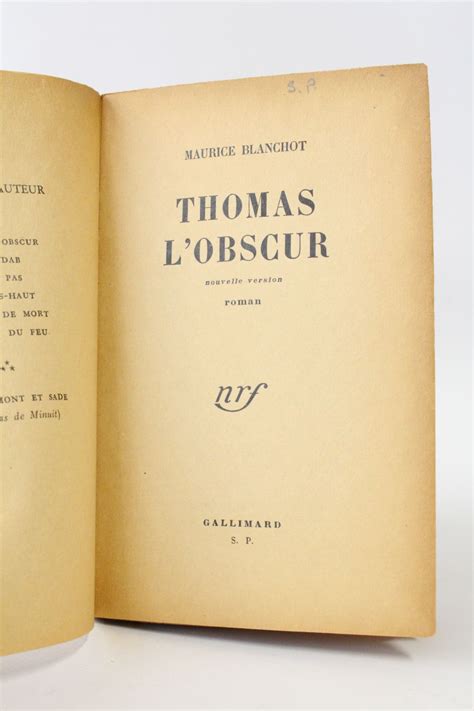 AUTEUR
OBSCUR
DAB
PAS
S-HAUT
DE MORT
DU FEU
MONT ET SADE
as de Minuit)
S. P
MAURICE BLANCHOT
THOMAS
L'OBSCUR
nouvelle version
roman
nrf
GALLIMARD
S. P.